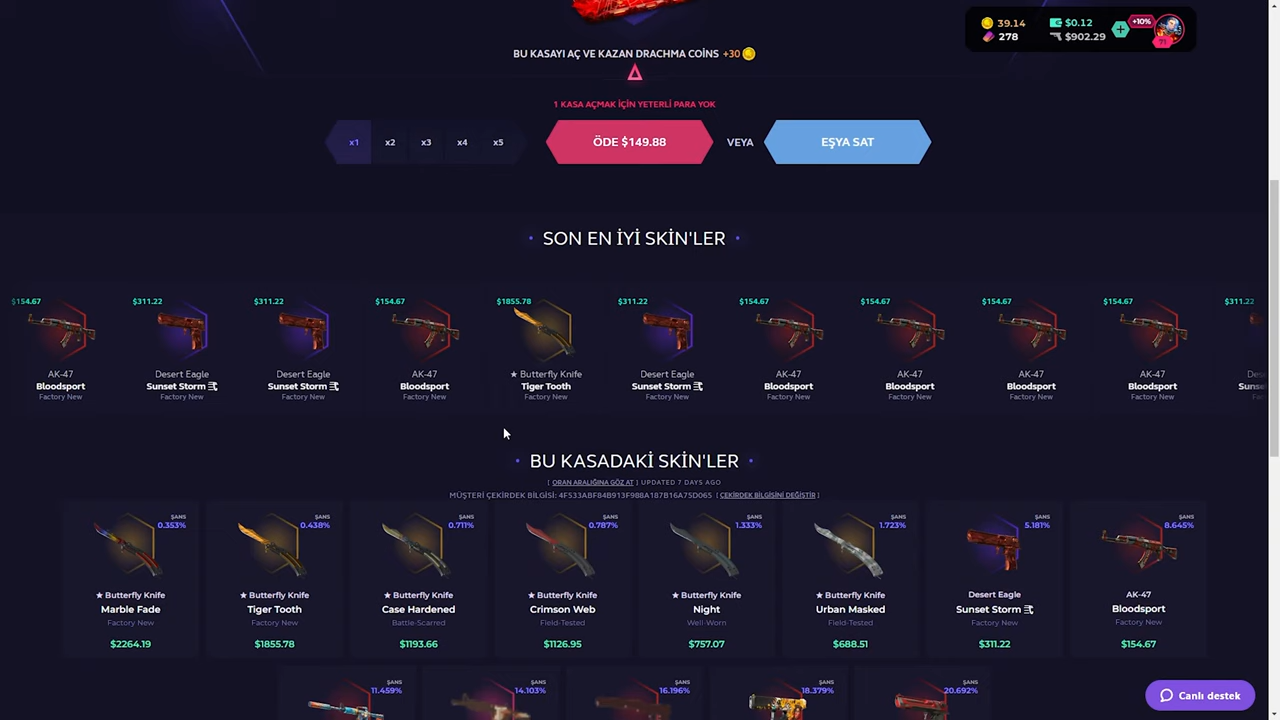 39.14
$0.12
+10%
278
$902.29
71
BU KASAYI AÇ VE KAZAN DRACHMA COINS +30
1 KASA AÇMAK İÇİN YETERLİ PARA YOK
x1 x2 x3 x4 x5 ÖDE $149.88 VEYA EŞYA SAT
SON EN İYİ SKİN'LER
$154.67 $311.22 $311.22 $154.67 $1855.78 $311.22 $154.67 $154.67 $154.67 $154.67 $311.22
AK-47 Desert Eagle Desert Eagle AK-47 ★ Butterfly Knife Desert Eagle AK-47 AK-47 AK-47 AK-47
Bloodsport Sunset Storm 弐 Sunset Storm 弐 Bloodsport Tiger Tooth Sunset Storm 弐 Bloodsport Bloodsport Bloodsport Bloodsport
Factory New Factory New Factory New Factory New Factory New Factory New Factory New Factory New Factory New Factory New
BU KASADAKİ SKİN'LER
[ ORAN ARALIĞINA GÖZ AT ] UPDATED 7 DAYS AGO
MÜŞTERİ ÇEKİRDEK BİLGİSİ: 4F533ABF84B913F988A187B16A75D065 [ ÇEKİRDEK BİLGİSİNİ DEĞİŞTİR ]
ŞANS ŞANS ŞANS ŞANS ŞANS ŞANS ŞANS ŞANS
0.353% 0.438% 0.711% 0.787% 1.333% 1.723% 5.181% 8.645%
★ Butterfly Knife ★ Butterfly Knife ★ Butterfly Knife ★ Butterfly Knife ★ Butterfly Knife ★ Butterfly Knife Desert Eagle AK-47
Marble Fade Tiger Tooth Case Hardened Crimson Web Night Urban Masked Sunset Storm 弐 Bloodsport
Factory New Factory New Battle-Scarred Field-Tested Well-Worn Field-Tested Factory New Factory New
$2264.19 $1855.78 $1193.66 $1126.95 $757.07 $688.51 $311.22 $154.67
ŞANS ŞANS ŞANS ŞANS ŞANS
11.459% 14.103% 16.196% 18.379% 20.692%
Canlı destek